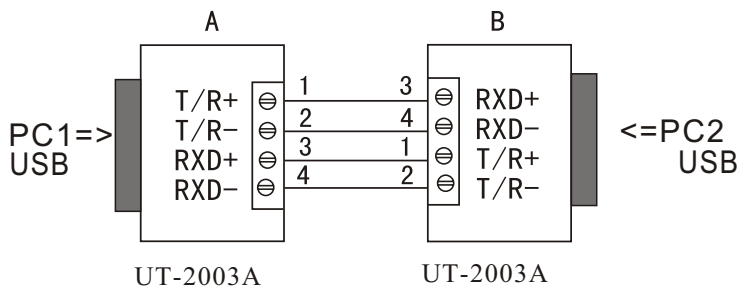 A
B
T/R+ 1 3 RXD+
T/R- 2 4 RXD-
RXD+ 3 1 T/R+
RXD- 4 2 T/R-
PC1=>
USB
<=PC2
USB
UT-2003A
UT-2003A